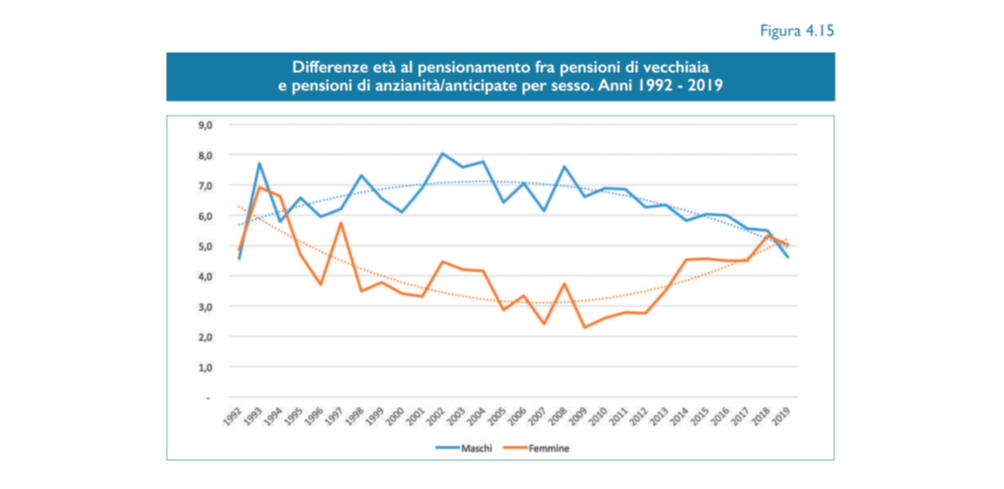 Figura 4.15
Differenze età al pensionamento fra pensioni di vecchiaia
e pensioni di anzianità/anticipate per sesso. Anni 1992 - 2019
9,0
8,0
7,0
6,0
5,0
4,0
3,0
2,0
1,0
-
1992 1993 1994 1995 1996 1997 1998 1999 2000 2001 2002 2003 2004 2005 2006 2007 2008 2009 2010 2011 2012 2013 2014 2015 2016 2017 2018 2019
Maschi Femmine